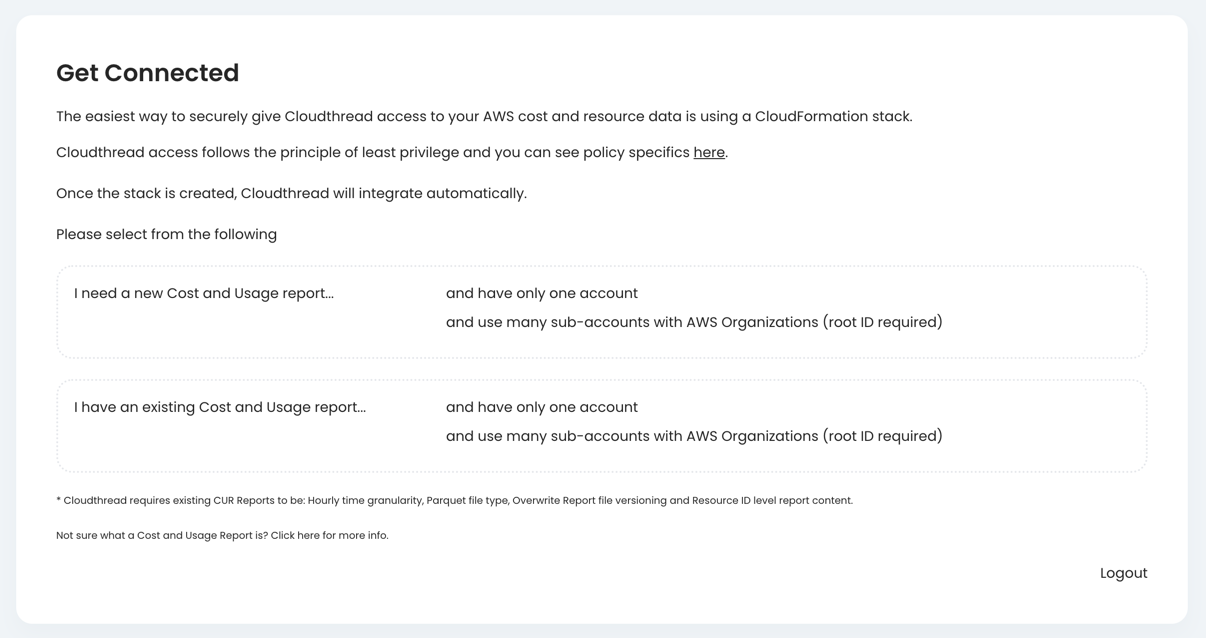 Get Connected
The easiest way to securely give Cloudthread access to your AWS cost and resource data is using a CloudFormation stack.
Cloudthread access follows the principle of least privilege and you can see policy specifics here.
Once the stack is created, Cloudthread will integrate automatically.
Please select from the following
I need a new Cost and Usage report...
and have only one account
and use many sub-accounts with AWS Organizations (root ID required)
I have an existing Cost and Usage report...
and have only one account
and use many sub-accounts with AWS Organizations (root ID required)
* Cloudthread requires existing CUR Reports to be: Hourly time granularity, Parquet file type, Overwrite Report file versioning and Resource ID level report content.
Not sure what a Cost and Usage Report is? Click here for more info.
Logout